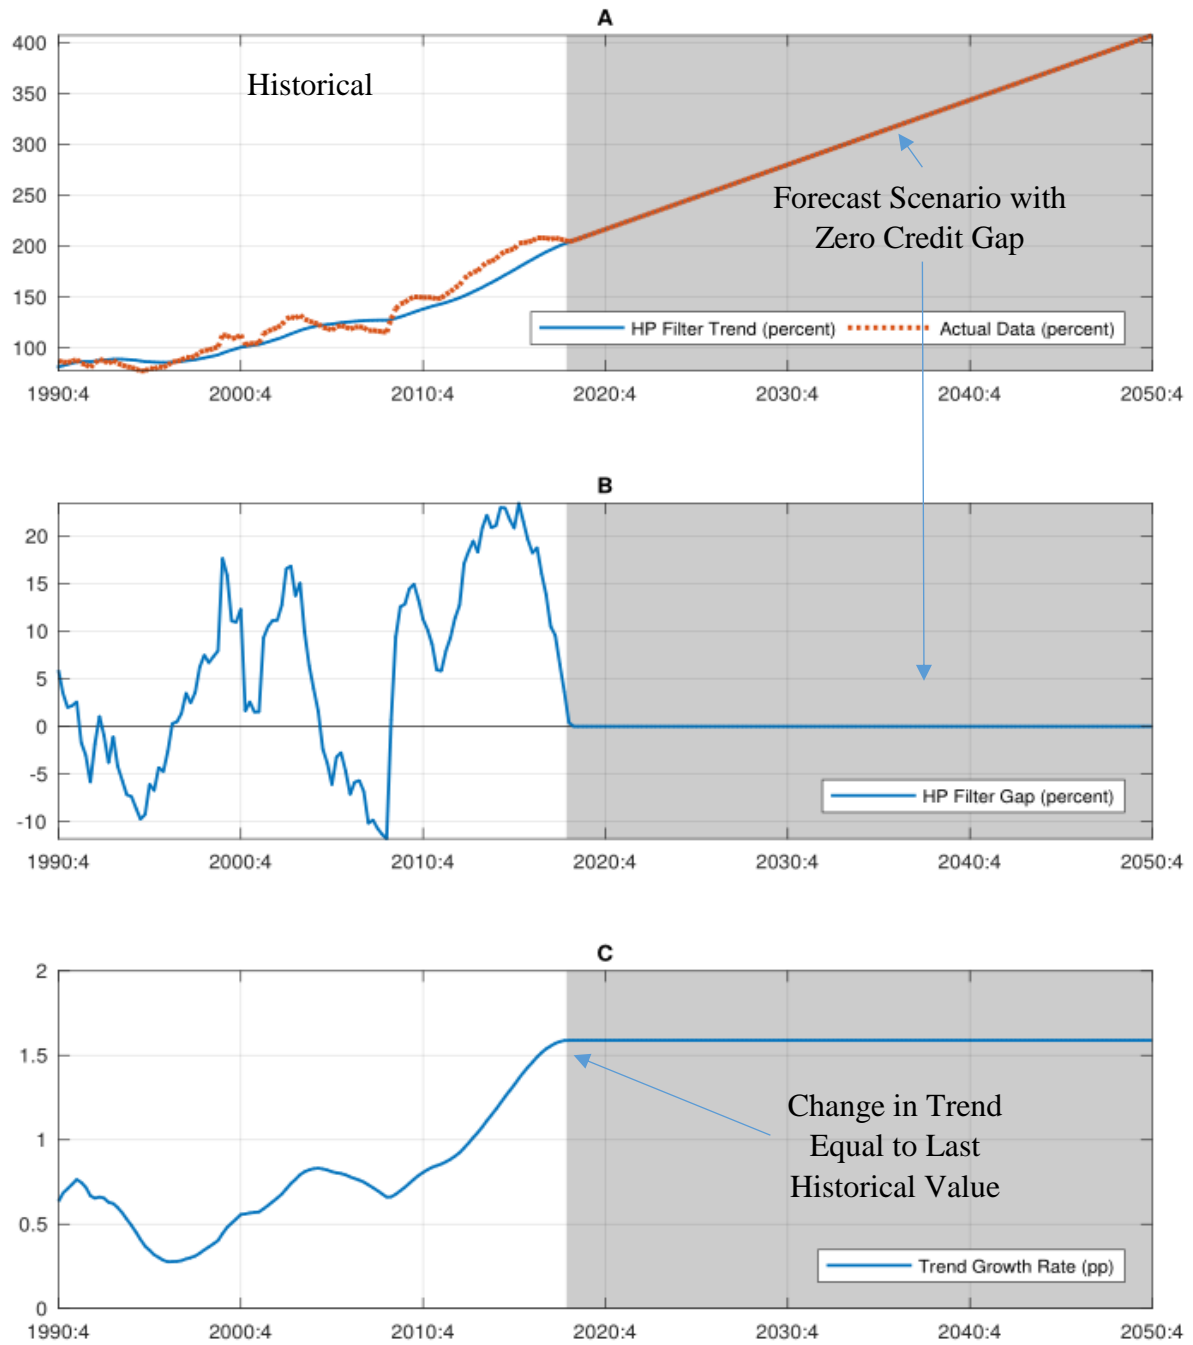 A
400
350
300
250
200
150
100
Historical
Forecast Scenario with
Zero Credit Gap
HP Filter Trend (percent) Actual Data (percent)
1990:4 2000:4 2010:4 2020:4 2030:4 2040:4 2050:4
B
20
15
10
5
0
-5
-10
HP Filter Gap (percent)
1990:4 2000:4 2010:4 2020:4 2030:4 2040:4 2050:4
C
2
1.5
1
0.5
0
Change in Trend
Equal to Last
Historical Value
Trend Growth Rate (pp)
1990:4 2000:4 2010:4 2020:4 2030:4 2040:4 2050:4